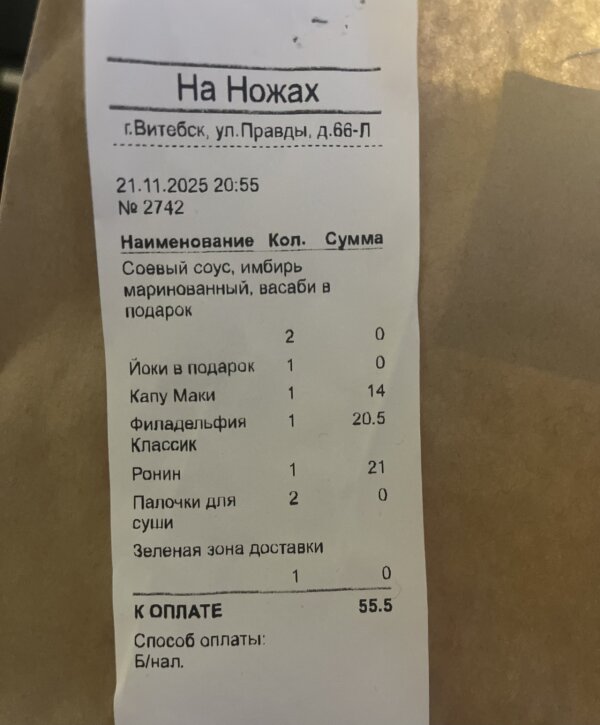 На Ножах
г.Витебск, ул.Правды, д.66-Л
21.11.2025 20:55
№ 2742
Наименование Кол. Сумма
Соевый соус, имбирь
маринованный, васаби в
подарок
2 0
Йоки в подарок 1 0
Капу Маки 1 14
Филадельфия 1 20.5
Классик
Ронин 1 21
Палочки для 2 0
суши
Зеленая зона доставки
1 0
К ОПЛАТЕ 55.5
Способ оплаты:
Б/нал.